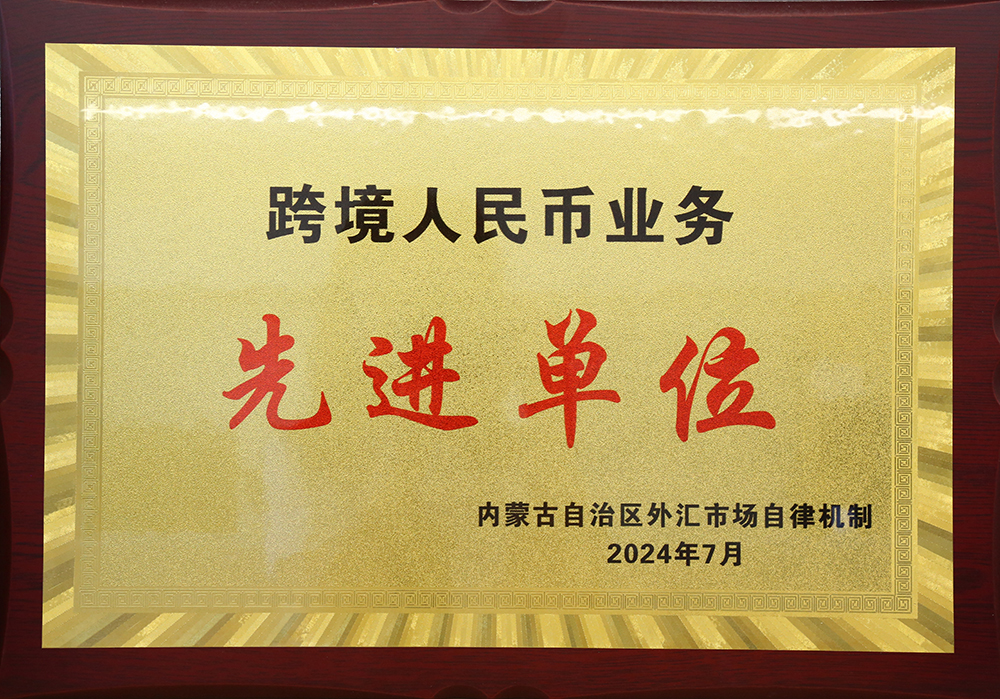 跨境人民币业务
先进单位
内蒙古自治区外汇市场自律机制
2024年7月